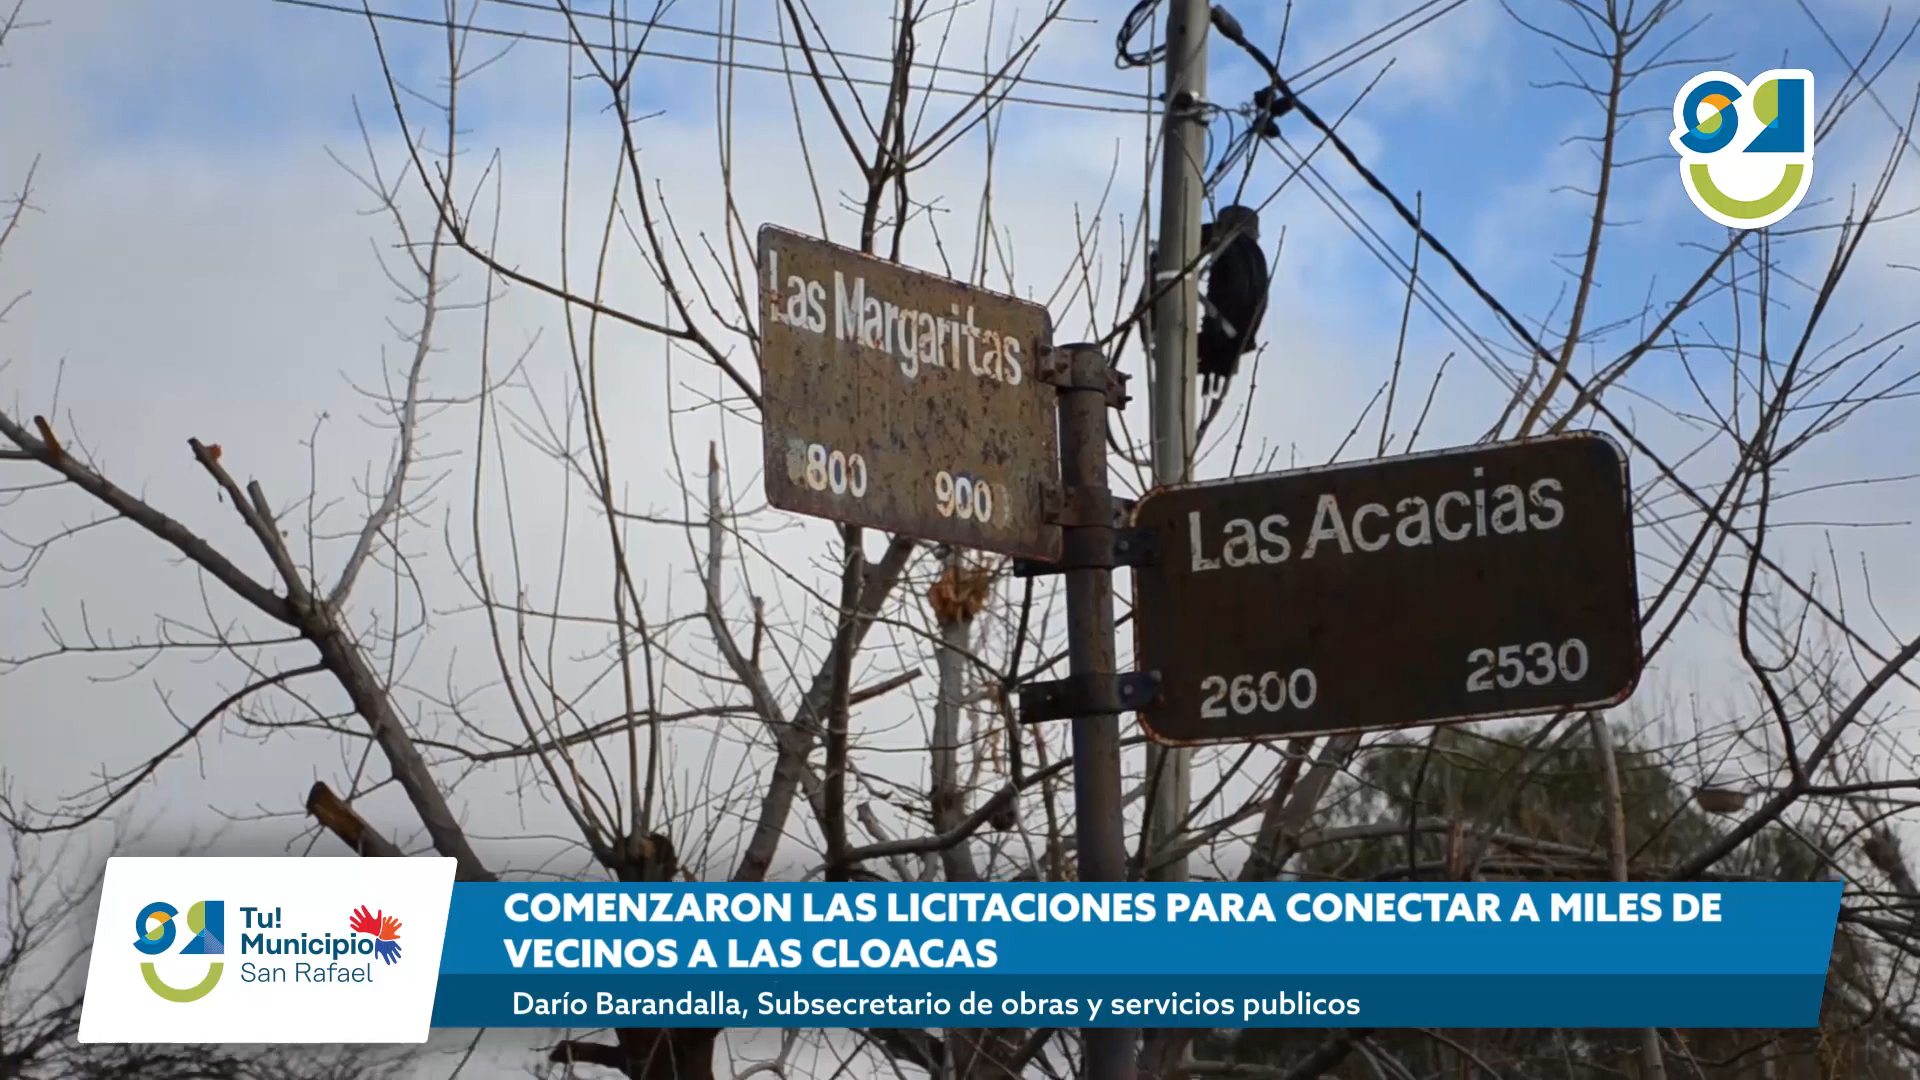 Las Margaritas
800 900
Las Acacias
2600 2530
Tu!
Municipio
San Rafael
COMENZARON LAS LICITACIONES PARA CONECTAR A MILES DE
VECINOS A LAS CLOACAS
Darío Barandalla, Subsecretario de obras y servicios publicos